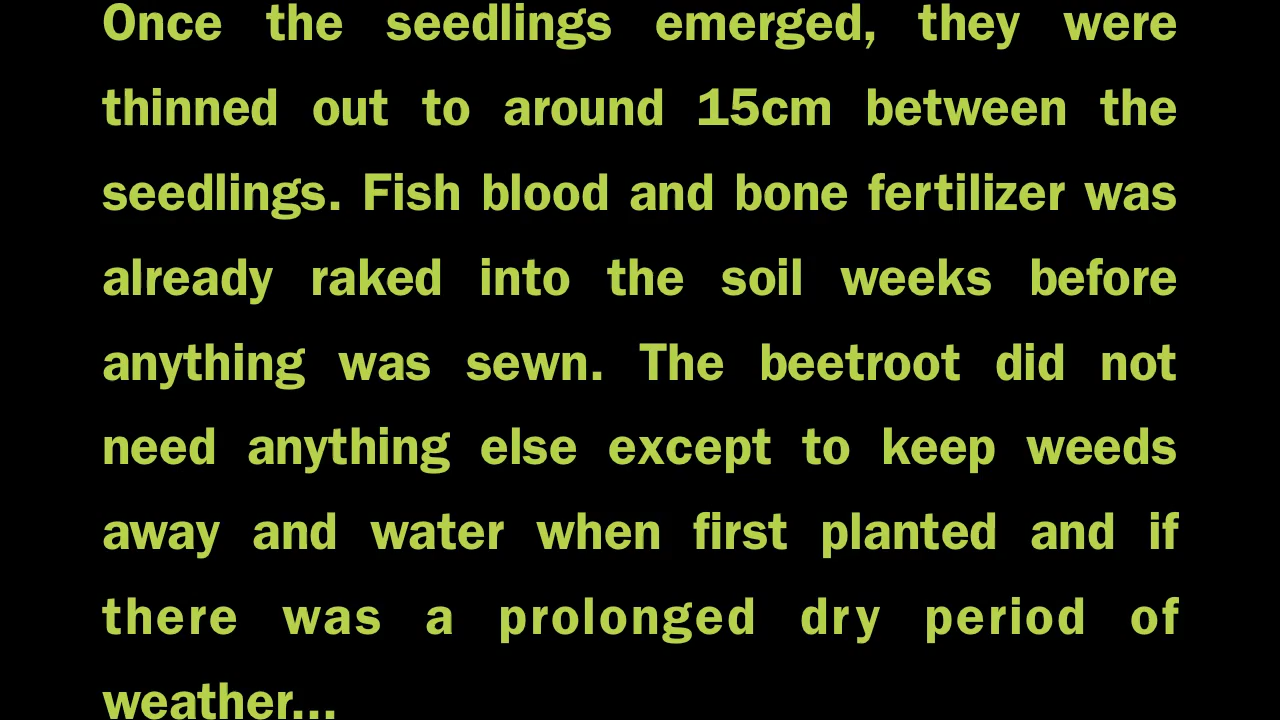 Once the seedlings emerged, they were
thinned out to around 15cm between the
seedlings. Fish blood and bone fertilizer was
already raked into the soil weeks before
anything was sewn. The beetroot did not
need anything else except to keep weeds
away and water when first planted and if
there was a prolonged dry period of
weather...